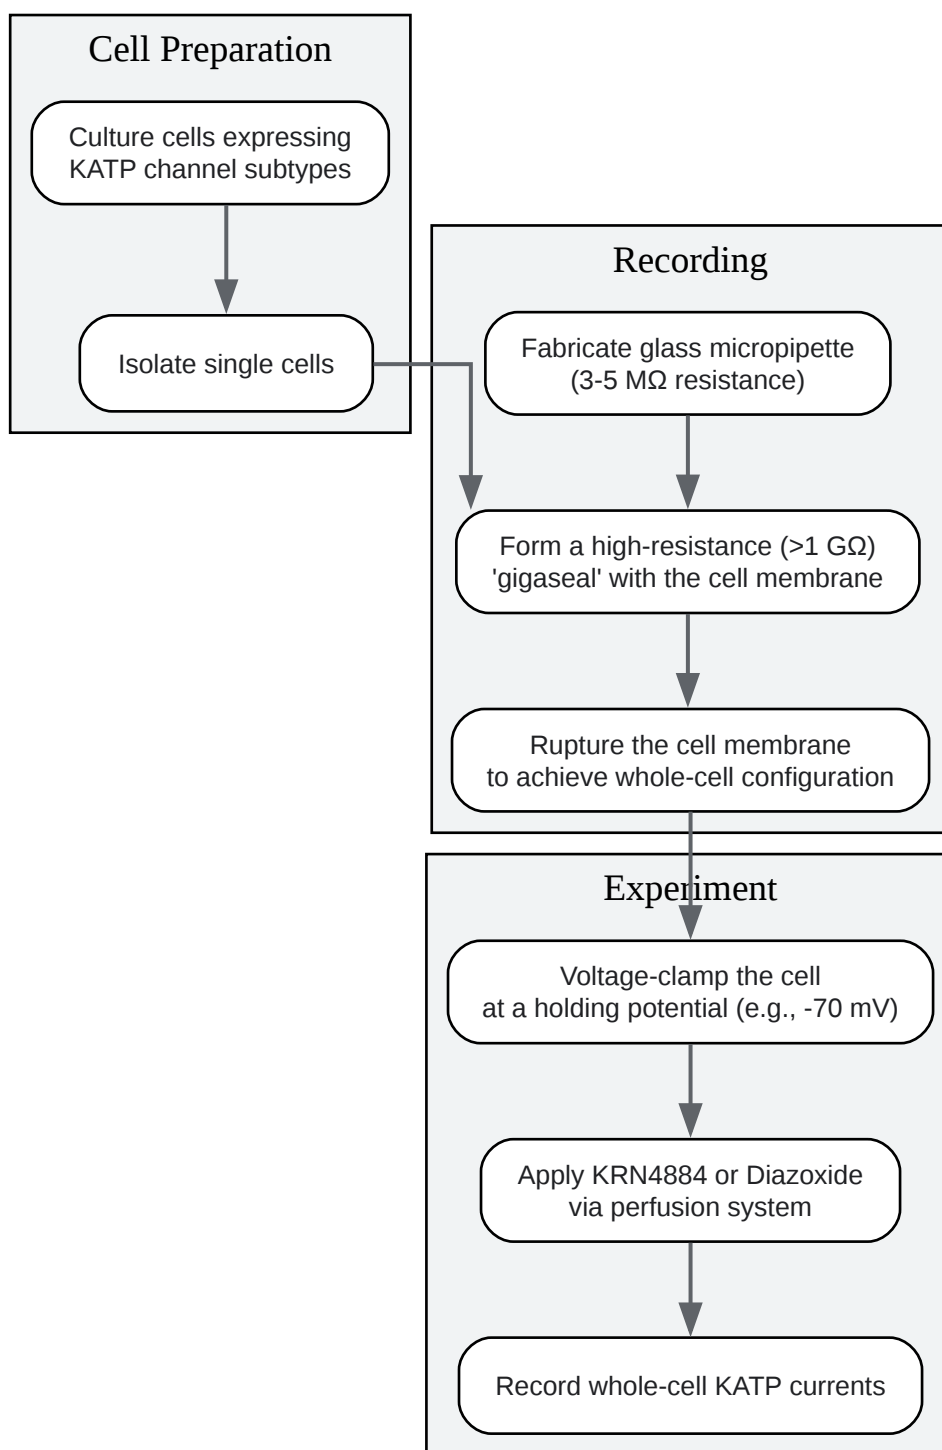 Cell Preparation
Culture cells expressing
KATP channel subtypes
Isolate single cells
Recording
Fabricate glass micropipette
(3-5 MΩ resistance)
Form a high-resistance (>1 GΩ)
'gigaseal' with the cell membrane
Rupture the cell membrane
to achieve whole-cell configuration
Experiment
Voltage-clamp the cell
at a holding potential (e.g., -70 mV)
Apply KRN4884 or Diazoxide
via perfusion system
Record whole-cell KATP currents